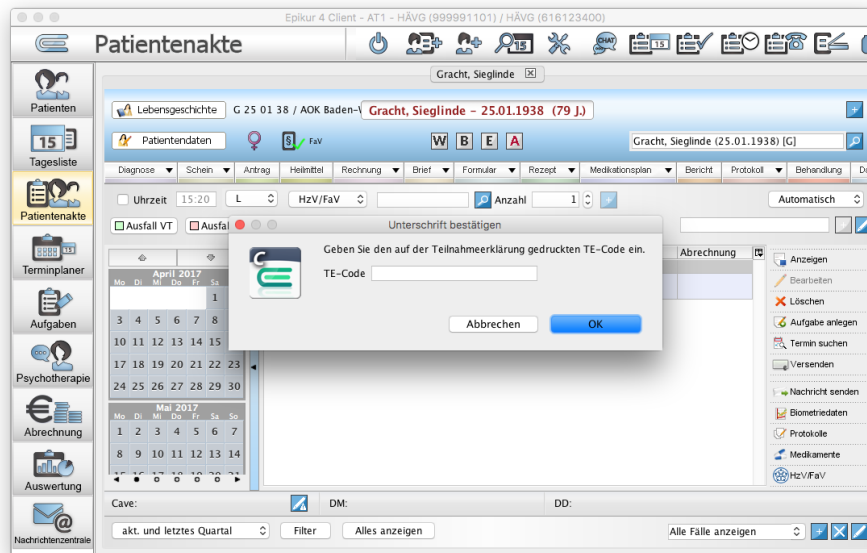 Epikur 4 Client - AT1 - HÄVG (999991101) / HÄVG (616123400)
Patientenakte
15
CHAT
15
Patienten
15
Tagesliste
Patientenakte
15
Terminplaner
Aufgaben
Psychotherapie
Abrechnung
Auswertung
Nachrichtenzentrale
Gracht, Sieglinde
Lebensgeschichte G 25 01 38 / AOK Baden-W Gracht, Sieglinde – 25.01.1938 (79 J.)
Patientendaten § FaV W B E A Gracht, Sieglinde (25.01.1938) [G]
Diagnose Schein Antrag Heilmittel Rechnung Brief Formular Rezept Medikationsplan Bericht Protokoll Behandlung
Uhrzeit 15:20 L HzV/FaV Anzahl 1 Automatisch
Ausfall VT Ausfal
Unterschrift bestätigen
Geben Sie den auf der Teilnahmeerklärung gedruckten TE-Code ein.
TE-Code
Abbrechen OK
Abrechnung
April 2017
Mo Di Mi Do Fr Sa
1
3 4 5 6 7 8
10 11 12 13 14 15
17 18 19 20 21 22 23
24 25 26 27 28 29 30
Mai 2017
Mo Di Mi Do Fr Sa So
1 2 3 4 5 6 7
8 9 10 11 12 13 14
Anzeigen
Bearbeiten
Löschen
Aufgabe anlegen
Termin suchen
Versenden
Nachricht senden
Biometriedaten
Protokolle
Medikamente
HzV/FaV
Cave: DM: DD:
akt. und letztes Quartal Filter Alles anzeigen Alle Fälle anzeigen